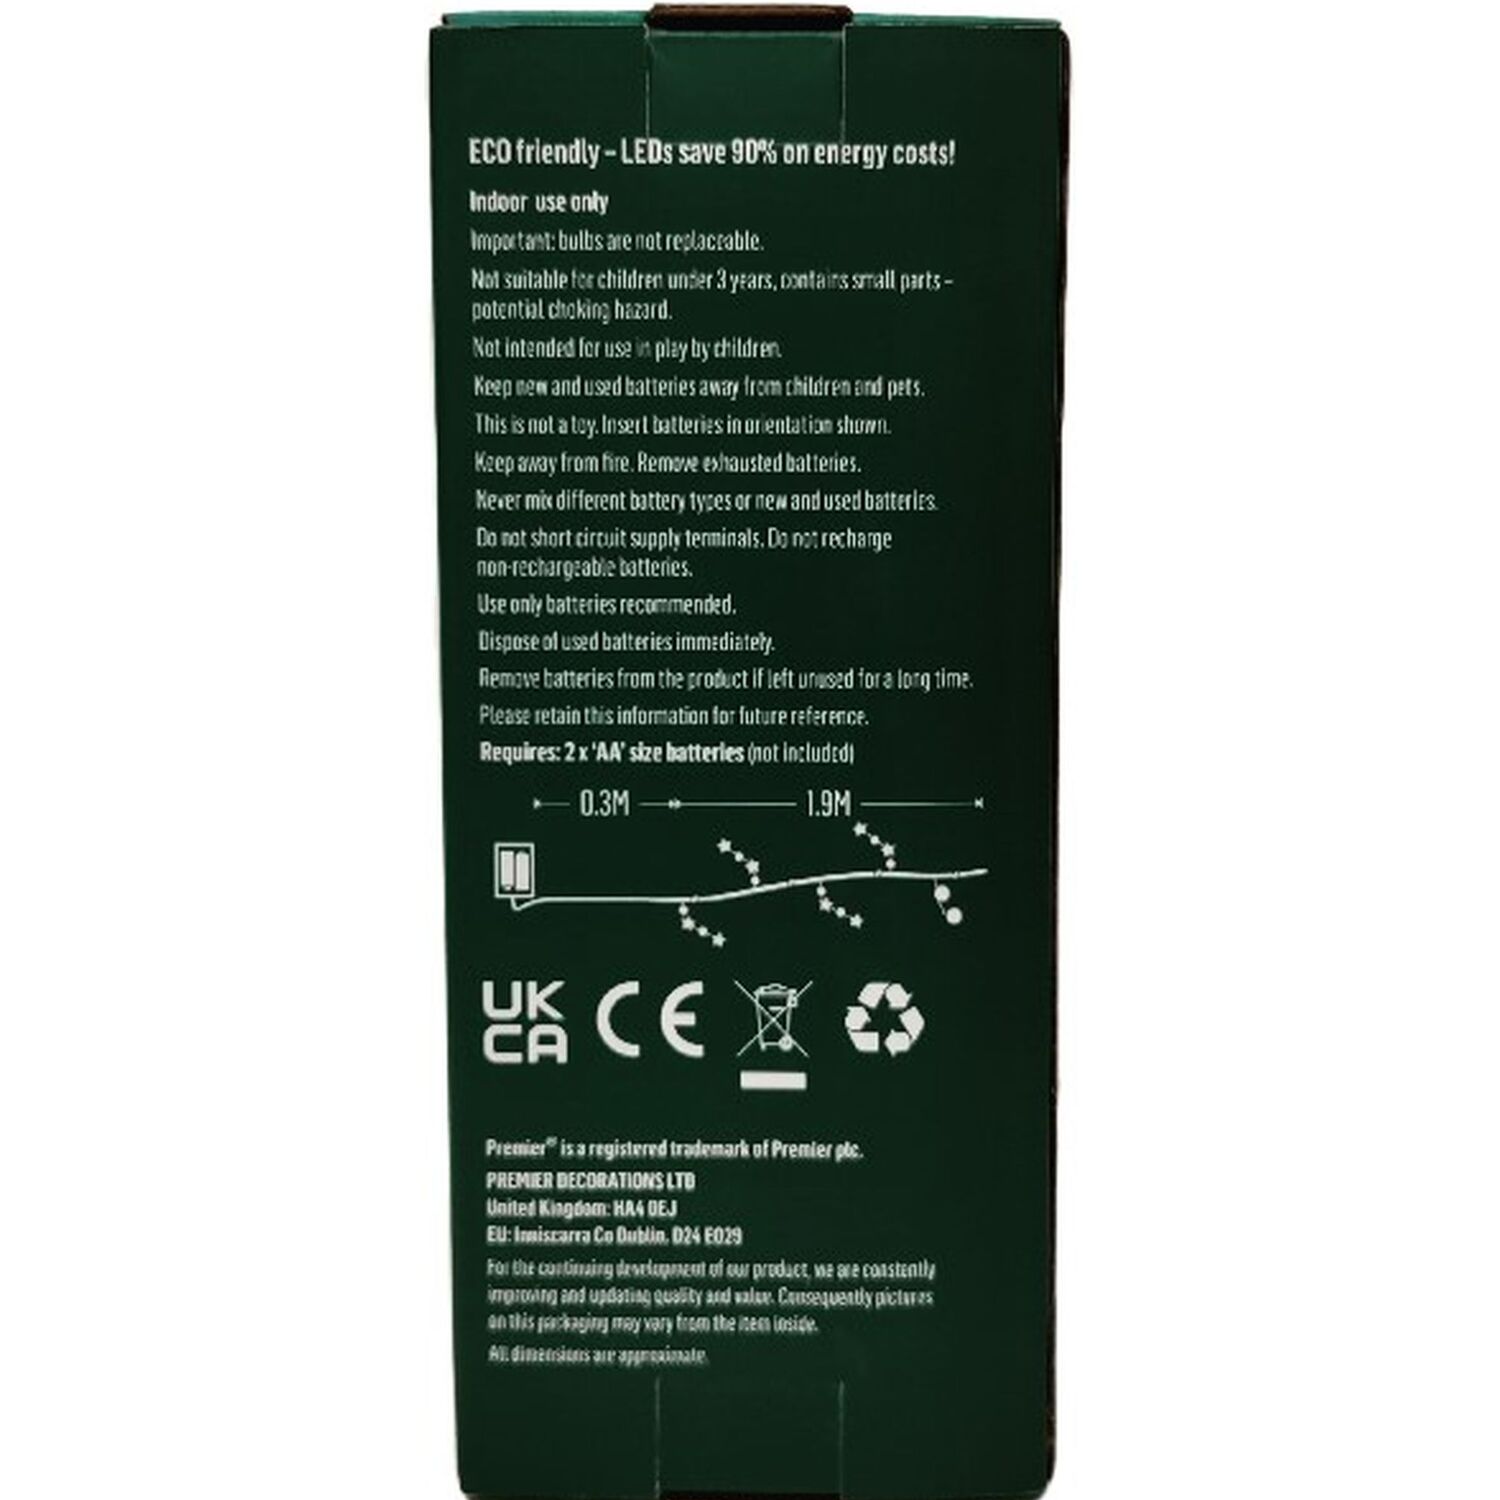 ECO friendly – LEDs save 90% on energy costs!
Indoor use only
Important: bulbs are not replaceable.
Not suitable for children under 3 years, contains small parts –
potential choking hazard.
Not intended for use in play by children.
Keep new and used batteries away from children and pets.
This is not a toy. Insert batteries in orientation shown.
Keep away from fire. Remove exhausted batteries.
Never mix different battery types or new and used batteries.
Do not short circuit supply terminals. Do not recharge
non-rechargeable batteries.
Use only batteries recommended.
Dispose of used batteries immediately.
Remove batteries from the product if left unused for a long time.
Please retain this information for future reference.
Requires: 2 x 'AA' size batteries (not included)
0.3M 1.9M
UK
CA CE
Premier® is a registered trademark of Premier plc.
PREMIER DECORATIONS LTD
United Kingdom: HA4 0EJ
EU: Inniscarra Co Dublin. D24 E029
For the continuing development of our product, we are constantly
improving and updating quality and value. Consequently pictures
on this packaging may vary from the item inside.
All dimensions are approximate.